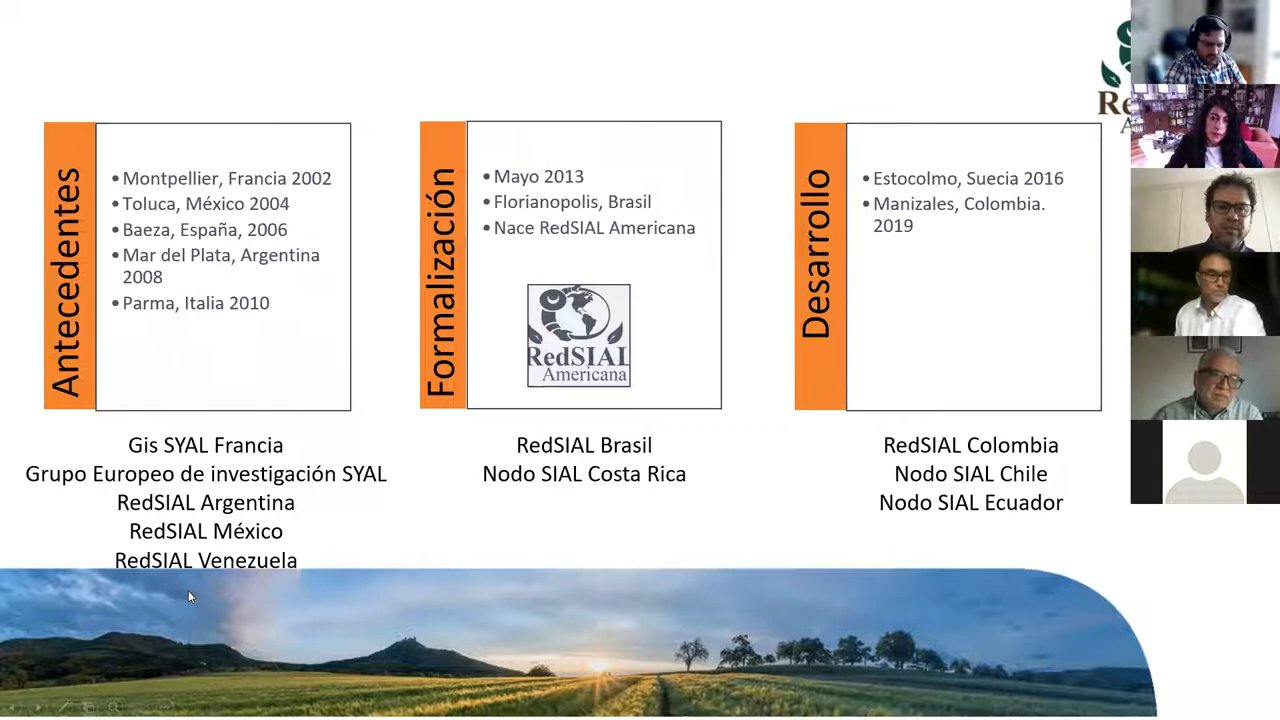 Antecedentes
• Montpellier, Francia 2002
• Toluca, México 2004
• Baeza, España, 2006
• Mar del Plata, Argentina
2008
• Parma, Italia 2010
Gis SYAL Francia
Grupo Europeo de investigación SYAL
RedSIAL Argentina
RedSIAL México
RedSIAL Venezuela
Formalización
• Mayo 2013
• Florianopolis, Brasil
• Nace RedSIAL Americana
RedSIAL
Americana
RedSIAL Brasil
Nodo SIAL Costa Rica
Desarrollo
• Estocolmo, Suecia 2016
• Manizales, Colombia.
2019
RedSIAL Colombia
Nodo SIAL Chile
Nodo SIAL Ecuador